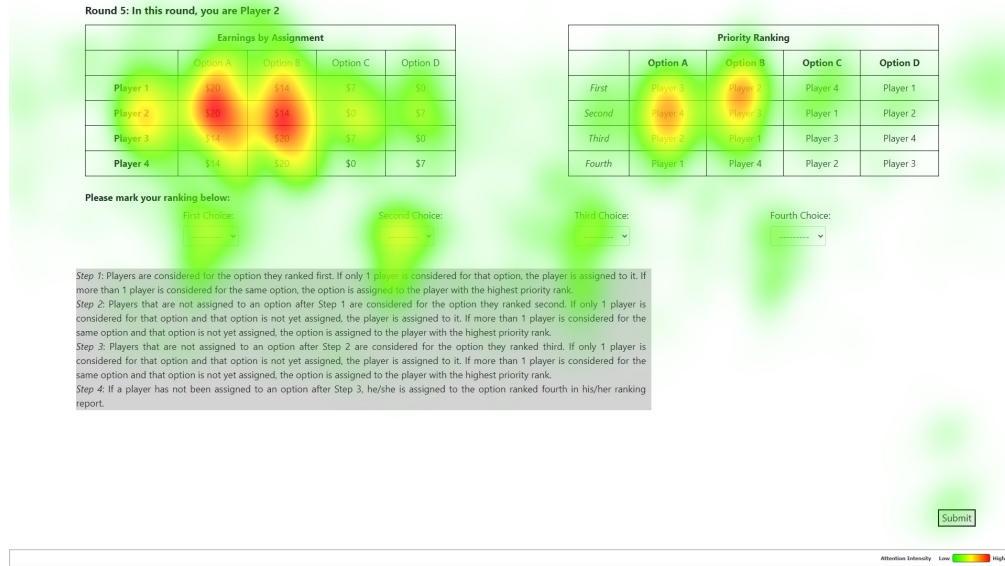 Round 5: In this round, you are Player 2
Earnings by Assignment
Option A Option B Option C Option D
Player 1 $20 $14 $7 $0
Player 2 $20 $14 $0 $7
Player 3 $14 $20 $7 $0
Player 4 $14 $20 $0 $7
Priority Ranking
Option A Option B Option C Option D
First Player 3 Player 2 Player 4 Player 1
Second Player 4 Player 3 Player 1 Player 2
Third Player 2 Player 1 Player 3 Player 4
Fourth Player 1 Player 4 Player 2 Player 3
Please mark your ranking below:
First Choice: Second Choice: Third Choice: Fourth Choice:
--------- --------- --------- ---------
Step 1: Players are considered for the option they ranked first. If only 1 player is considered for that option, the player is assigned to it. If
more than 1 player is considered for the same option, the option is assigned to the player with the highest priority rank.
Step 2: Players that are not assigned to an option after Step 1 are considered for the option they ranked second. If only 1 player is
considered for that option and that option is not yet assigned, the player is assigned to it. If more than 1 player is considered for the
same option and that option is not yet assigned, the option is assigned to the player with the highest priority rank.
Step 3: Players that are not assigned to an option after Step 2 are considered for the option they ranked third. If only 1 player is
considered for that option and that option is not yet assigned, the player is assigned to it. If more than 1 player is considered for the
same option and that option is not yet assigned, the option is assigned to the player with the highest priority rank.
Step 4: If a player has not been assigned to an option after Step 3, he/she is assigned to the option ranked fourth in his/her ranking
report.
Submit
Attention Intensity Low High